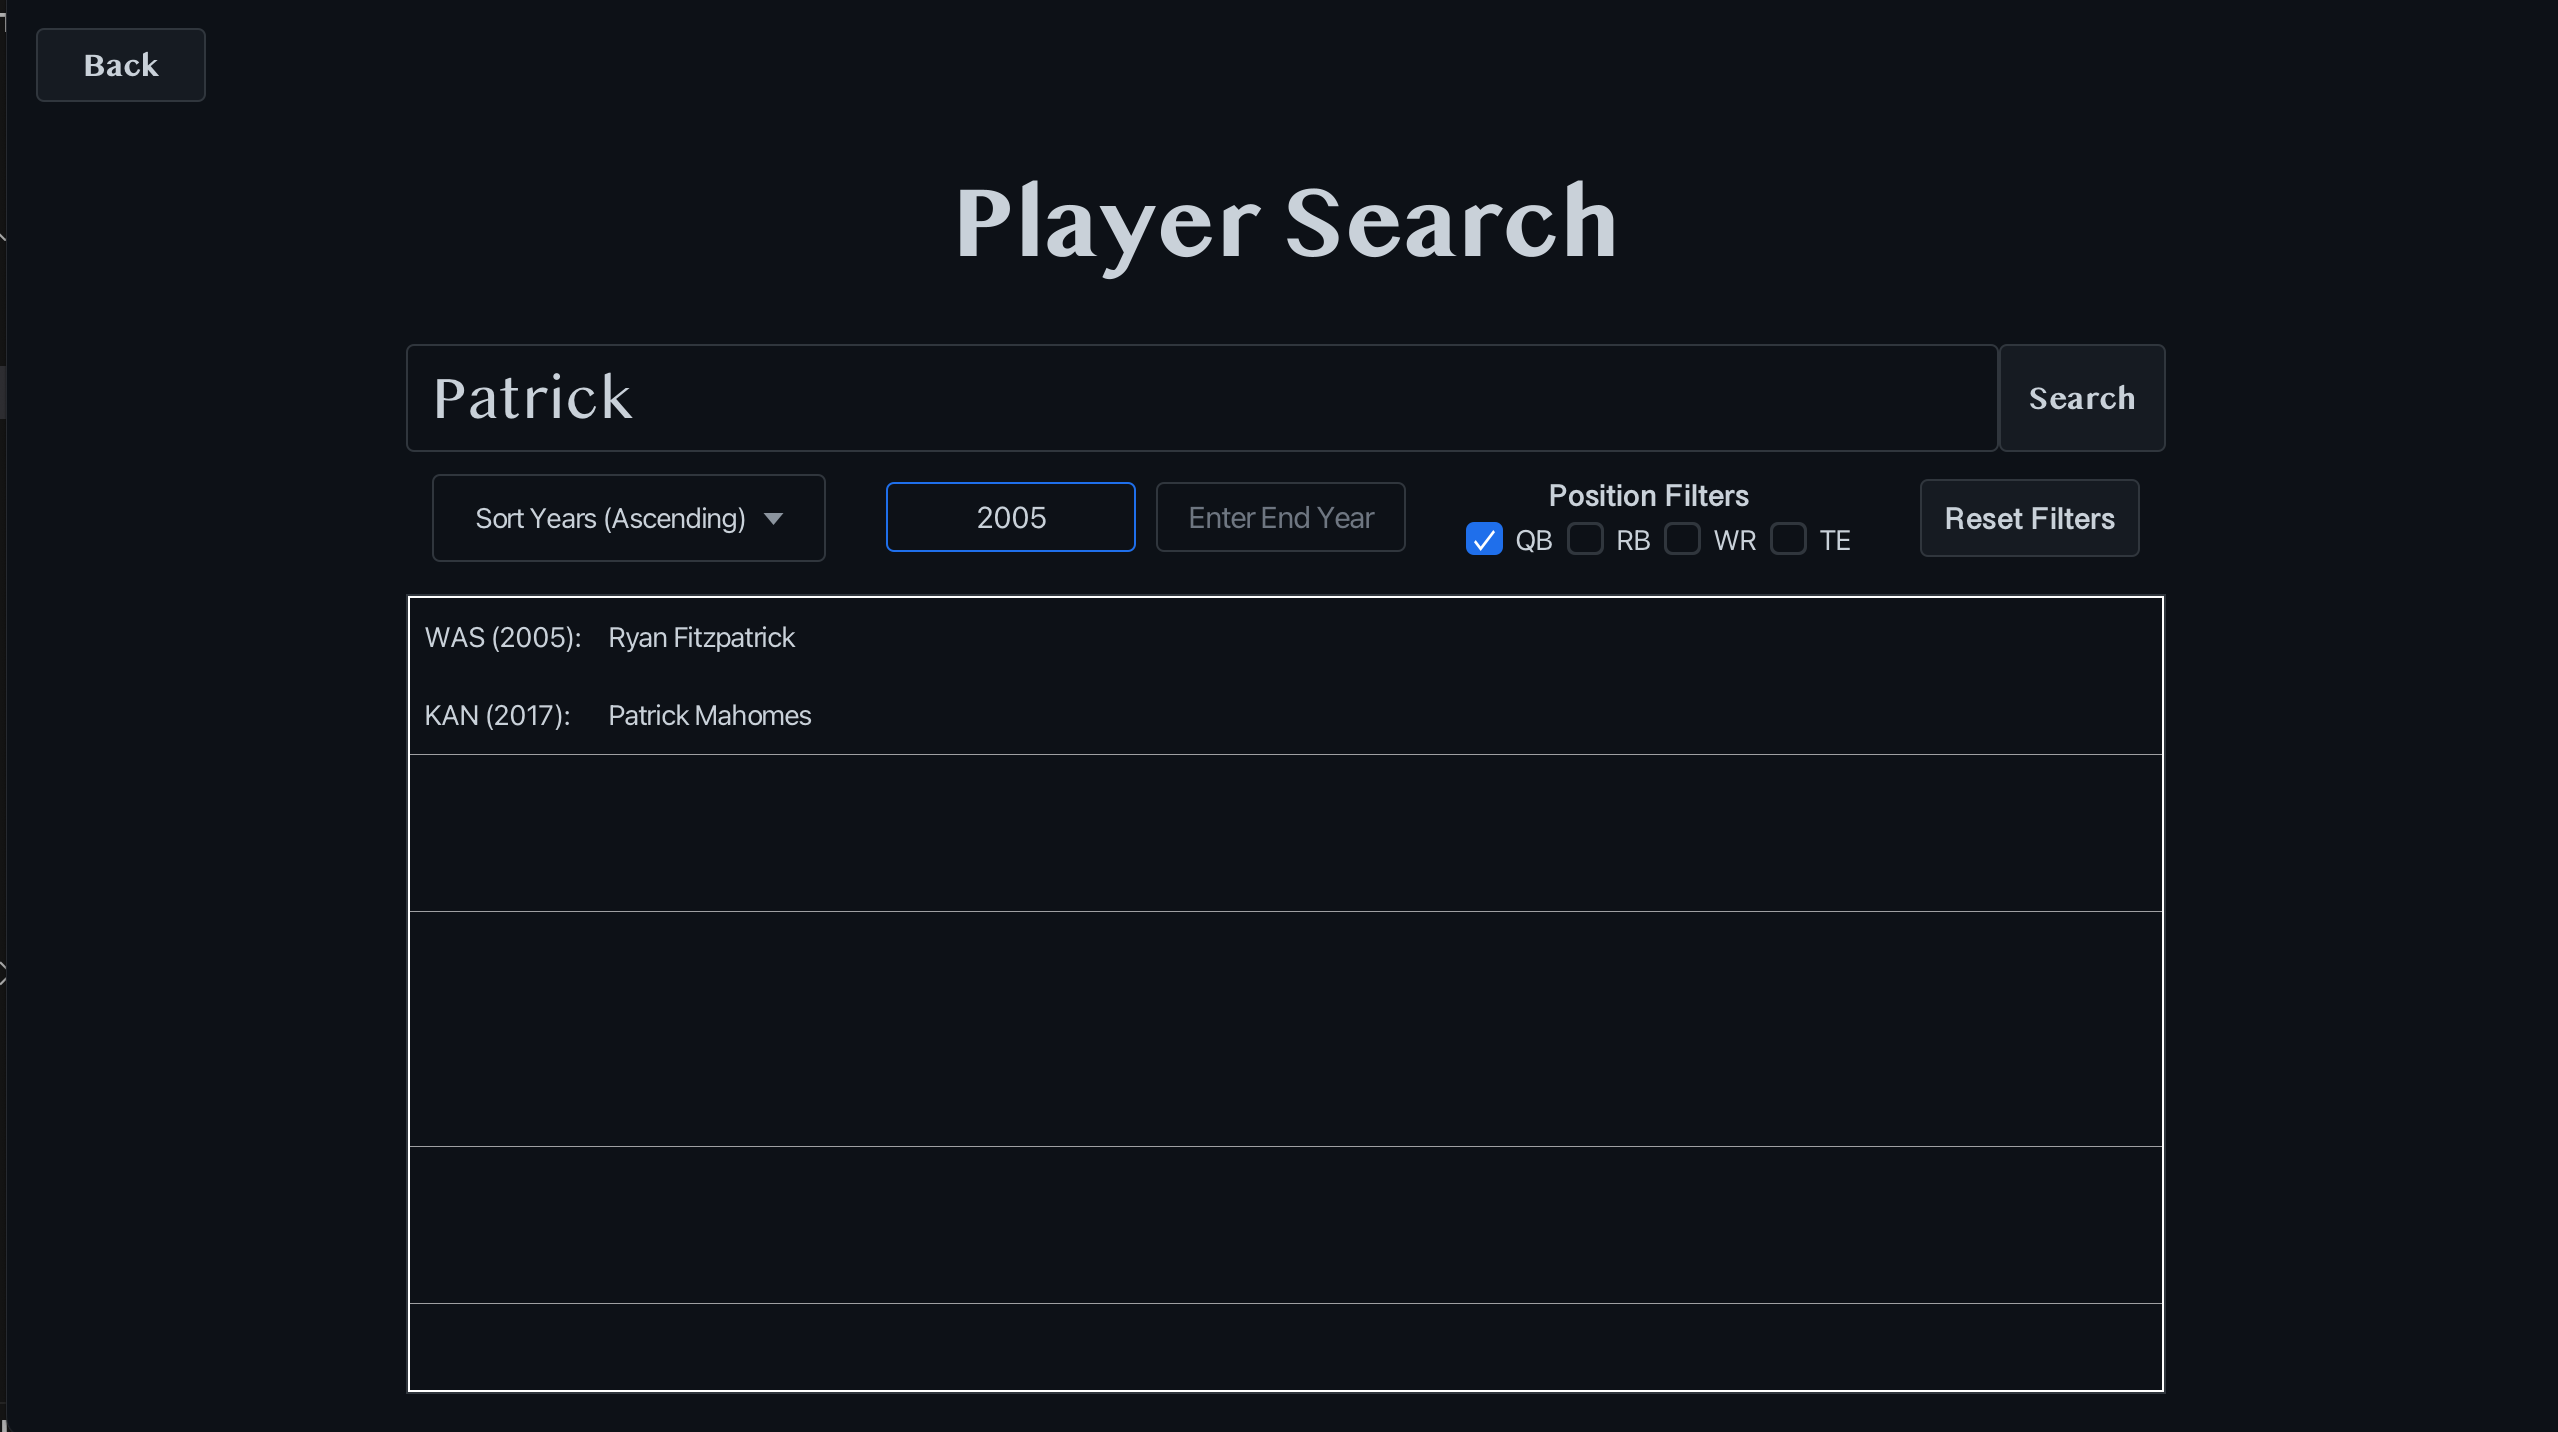 Back
Player Search
Patrick
Search
Sort Years (Ascending)
2005
Enter End Year
Position Filters
QB
RB
WR
TE
Reset Filters
WAS (2005): Ryan Fitzpatrick
KAN (2017): Patrick Mahomes